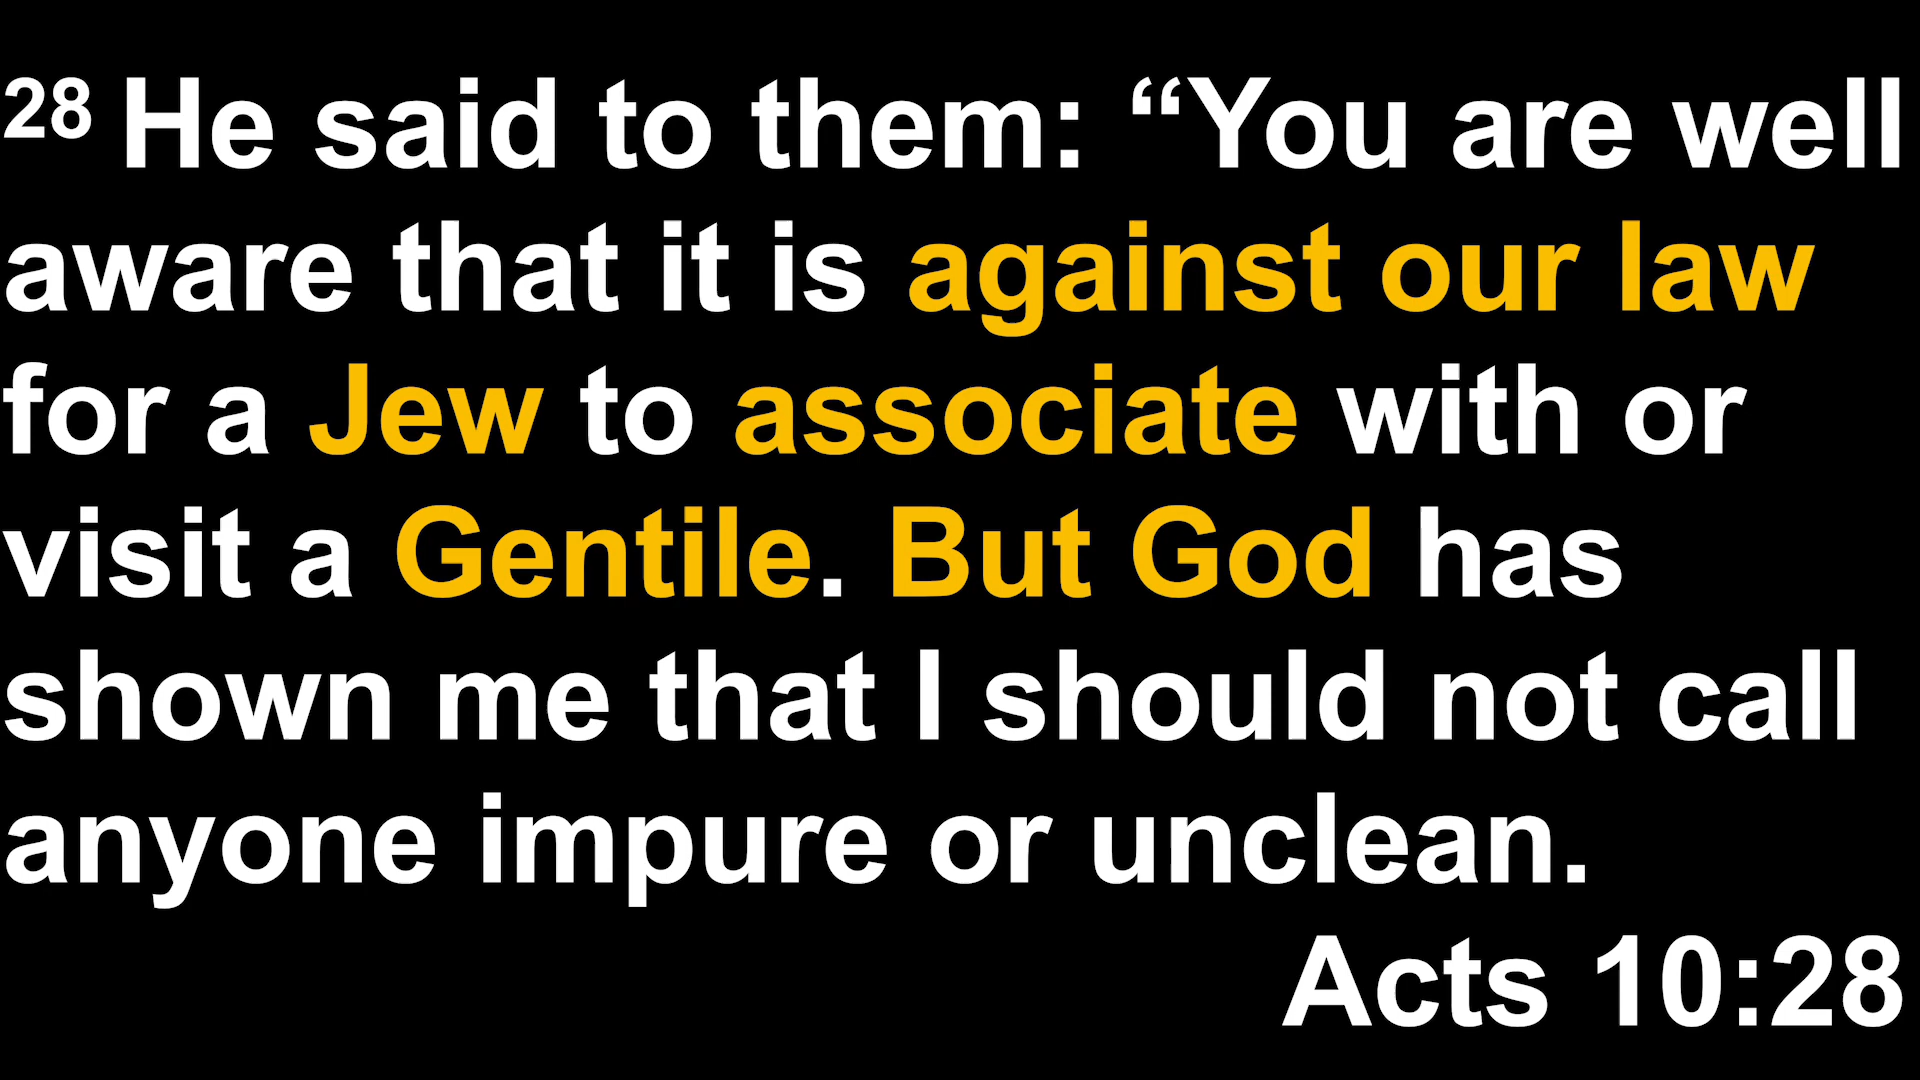 28 He said to them: “You are well
aware that it is against our law
for a Jew to associate with or
visit a Gentile. But God has
shown me that I should not call
anyone impure or unclean.
Acts 10:28